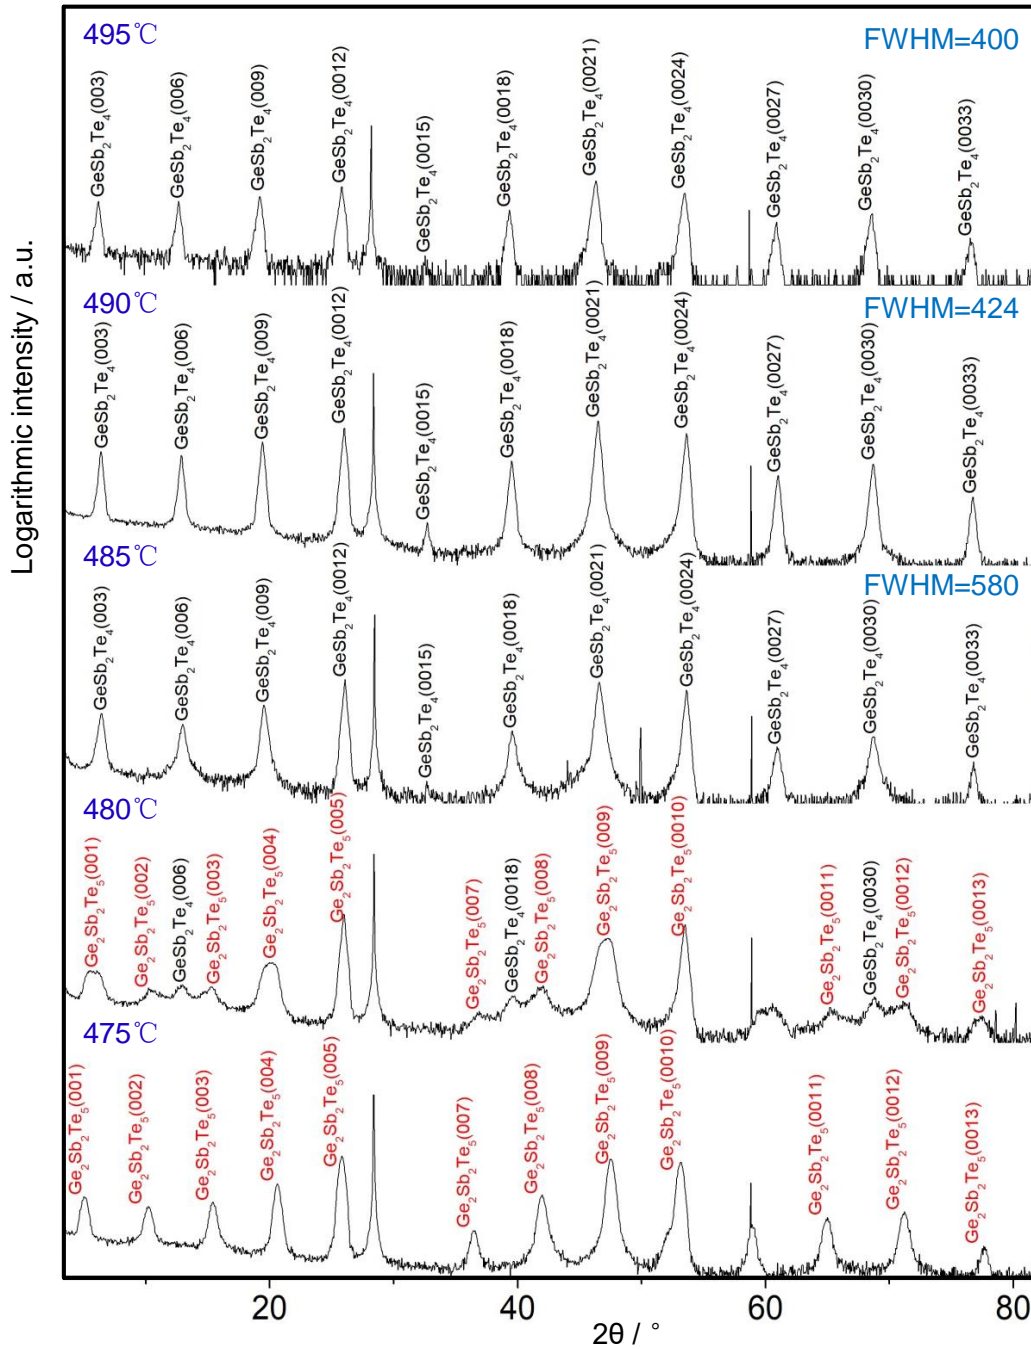 495℃
FWHM=400
GeSb₂Te₄(003)
GeSb₂Te₄(006)
GeSb₂Te₄(009)
GeSb₂Te₄(0012)
GeSb₂Te₄(0015)
GeSb₂Te₄(0018)
GeSb₂Te₄(0021)
GeSb₂Te₄(0024)
GeSb₂Te₄(0027)
GeSb₂Te₄(0030)
GeSb₂Te₄(0033)
490℃
FWHM=424
GeSb₂Te₄(003)
GeSb₂Te₄(006)
GeSb₂Te₄(009)
GeSb₂Te₄(0012)
GeSb₂Te₄(0015)
GeSb₂Te₄(0018)
GeSb₂Te₄(0021)
GeSb₂Te₄(0024)
GeSb₂Te₄(0027)
GeSb₂Te₄(0030)
GeSb₂Te₄(0033)
485℃
FWHM=580
GeSb₂Te₄(003)
GeSb₂Te₄(006)
GeSb₂Te₄(009)
GeSb₂Te₄(0012)
GeSb₂Te₄(0015)
GeSb₂Te₄(0018)
GeSb₂Te₄(0021)
GeSb₂Te₄(0024)
GeSb₂Te₄(0027)
GeSb₂Te₄(0030)
GeSb₂Te₄(0033)
480℃
Ge₂Sb₂Te₅(001)
Ge₂Sb₂Te₅(002)
GeSb₂Te₄(006)
Ge₂Sb₂Te₅(003)
Ge₂Sb₂Te₅(004)
Ge₂Sb₂Te₅(005)
Ge₂Sb₂Te₅(007)
GeSb₂Te₄(0018)
Ge₂Sb₂Te₅(008)
Ge₂Sb₂Te₅(009)
Ge₂Sb₂Te₅(0010)
Ge₂Sb₂Te₅(0011)
GeSb₂Te₄(0030)
Ge₂Sb₂Te₅(0012)
Ge₂Sb₂Te₅(0013)
475℃
Ge₂Sb₂Te₅(001)
Ge₂Sb₂Te₅(002)
Ge₂Sb₂Te₅(003)
Ge₂Sb₂Te₅(004)
Ge₂Sb₂Te₅(005)
Ge₂Sb₂Te₅(007)
Ge₂Sb₂Te₅(008)
Ge₂Sb₂Te₅(009)
Ge₂Sb₂Te₅(0010)
Ge₂Sb₂Te₅(0011)
Ge₂Sb₂Te₅(0012)
Ge₂Sb₂Te₅(0013)
Logarithmic intensity / a.u.
20
40
60
80
2θ / °